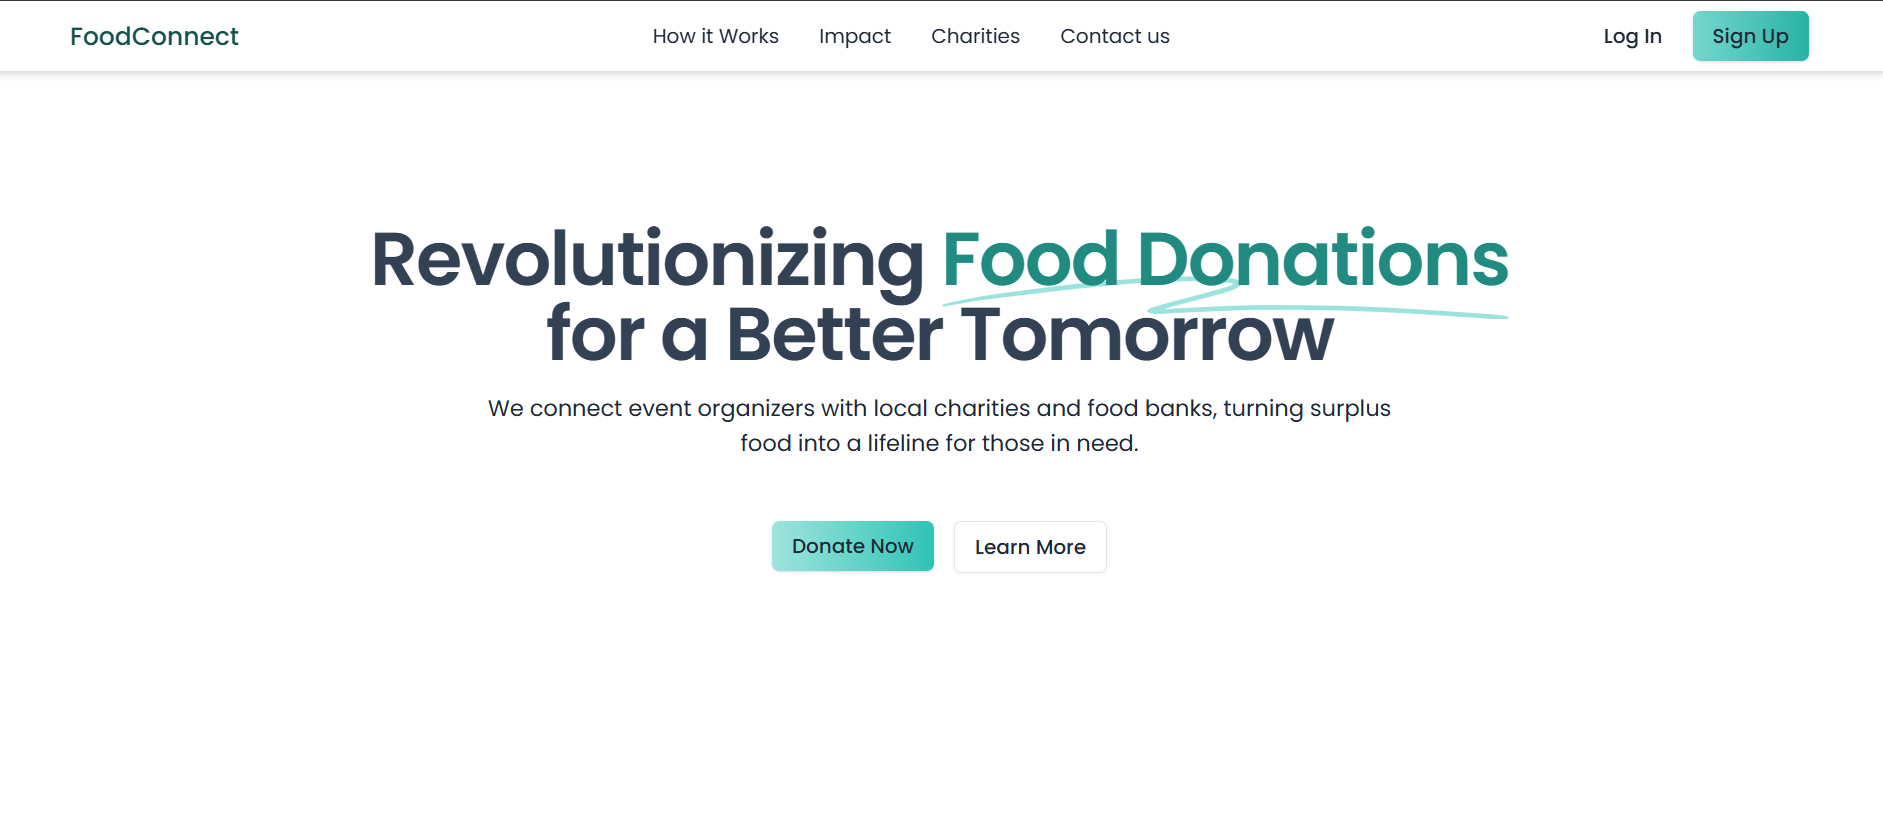 FoodConnect
How it Works
Impact
Charities
Contact us
Log In
Sign Up
Revolutionizing Food Donations
for a Better Tomorrow
We connect event organizers with local charities and food banks, turning surplus
food into a lifeline for those in need.
Donate Now
Learn More